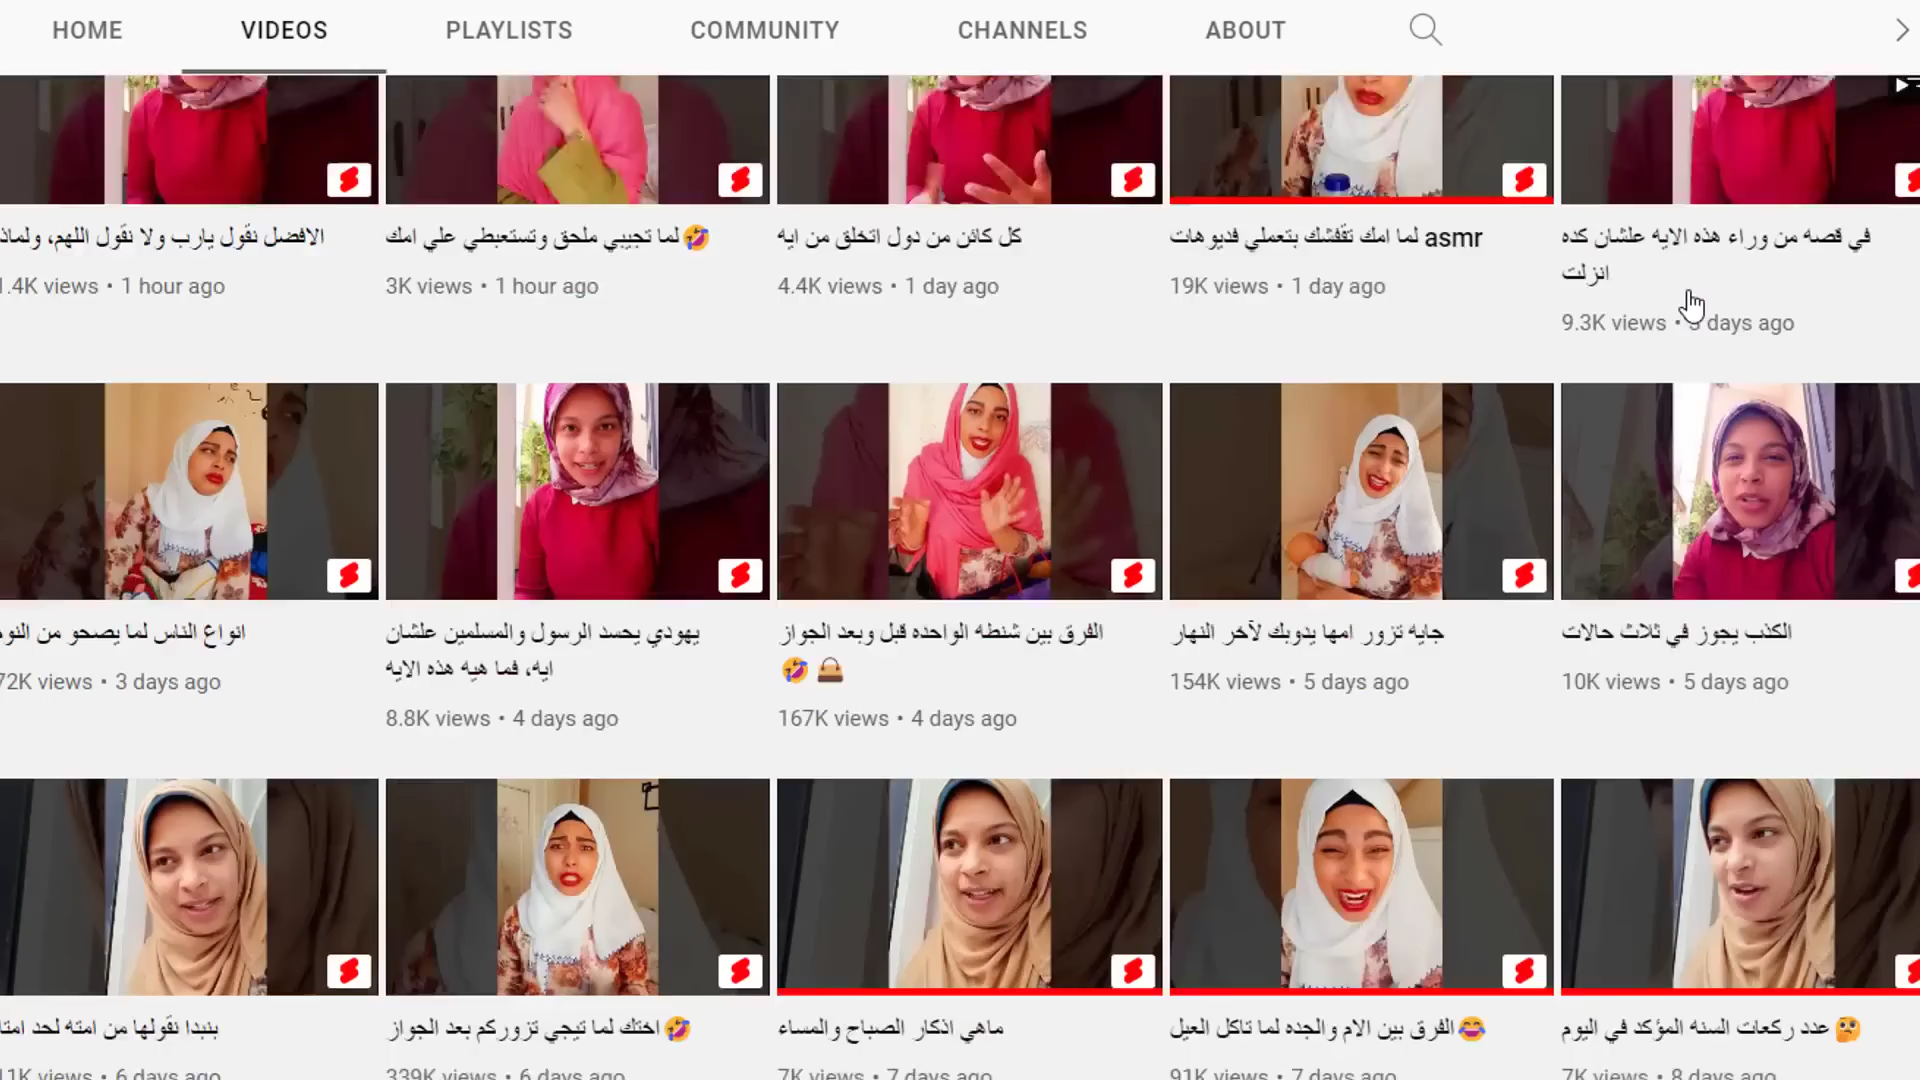 HOME
VIDEOS
PLAYLISTS
COMMUNITY
CHANNELS
ABOUT
الافضل نقول يارب ولا نقول اللهم، ولماذ
1.4K views • 1 hour ago
🤣لما تجيبي ملحق وتستعبطي علي امك
3K views • 1 hour ago
كل كائن من دول اتخلق من ايه
4.4K views • 1 day ago
لما امك تقفشك بتعملي فديوهات asmr
19K views • 1 day ago
في قصه من وراء هذه الايه علشان كده
انزلت
9.3K views • 3 days ago
انواع الناس لما يصحو من النوم
72K views • 3 days ago
يهودي يحسد الرسول والمسلمين علشان
ايه، فما هيه هذه الايه
8.8K views • 4 days ago
الفرق بين شنطه الواحده قبل وبعد الجواز
🤣👜
167K views • 4 days ago
جايه تزور امها يدوبك لآخر النهار
154K views • 5 days ago
الكذب يجوز في ثلاث حالات
10K views • 5 days ago
بنبدا نقولها من امته لحد امتا
11K views • 6 days ago
🤣اختك لما تيجي تزوركم بعد الجواز
339K views • 6 days ago
ماهي اذكار الصباح والمساء
7K views • 7 days ago
😂الفرق بين الام والجده لما تاكل العيل
91K views • 7 days ago
🤔عدد ركعات السنه المؤكد في اليوم
7K views • 8 days ago